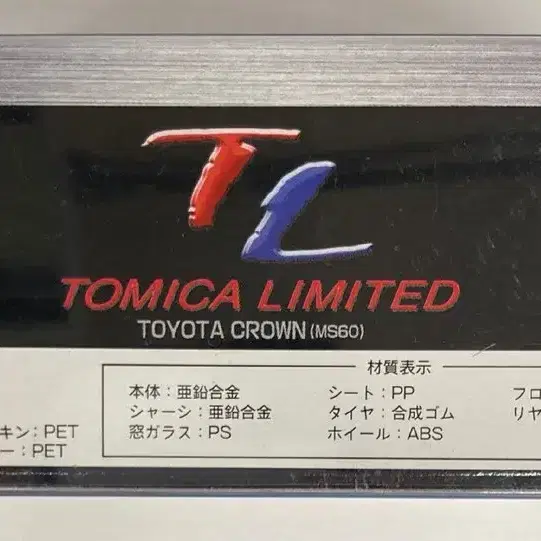 TL
TOMICA LIMITED
TOYOTA CROWN (MS60)
材質表示
本体:亜鉛合金 シート:PP フロ
シャーシ:亜鉛合金 タイヤ:合成ゴム リヤ
窓ガラス:PS ホイール:ABS
キン:PET
ー:PET